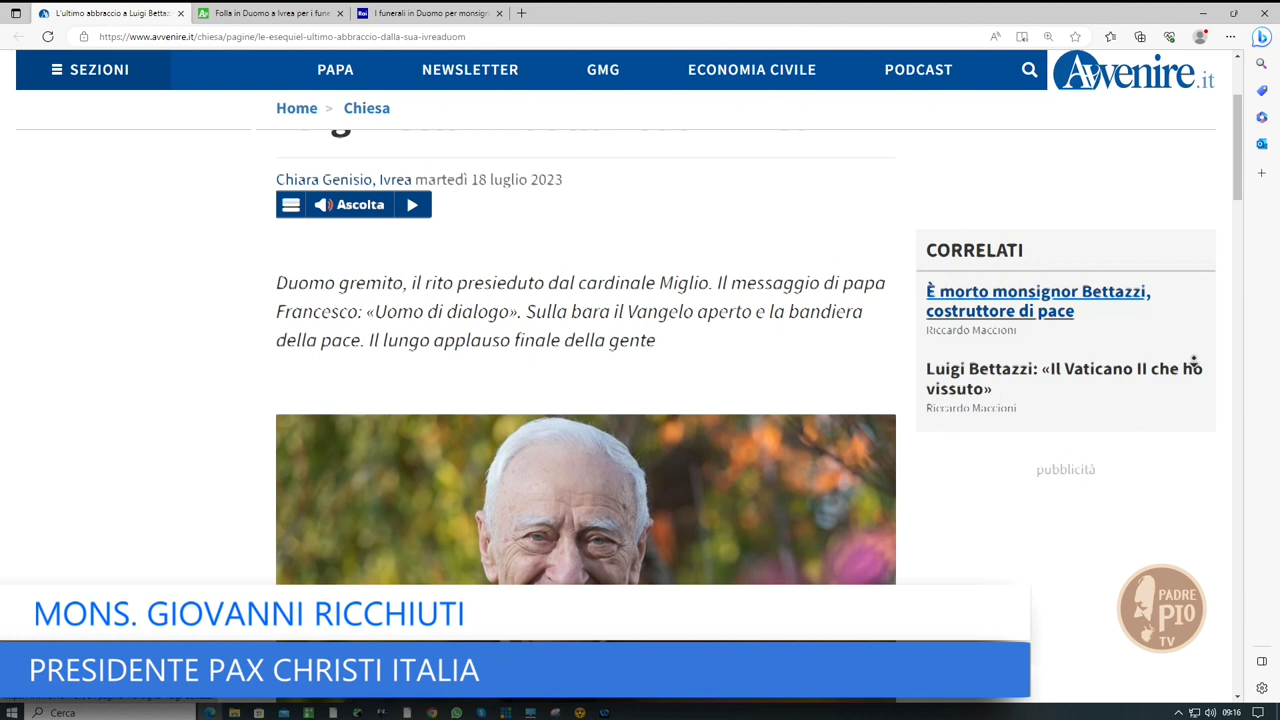 L'ultimo abbraccio a Luigi Bettaz
Folla in Duomo a Ivrea per i fune
I funerali in Duomo per monsign
https://www.avvenire.it/chiesa/pagine/le-esequiel-ultimo-abbraccio-dalla-sua-ivreaduom
SEZIONI
PAPA
NEWSLETTER
GMG
ECONOMIA CIVILE
PODCAST
Avvenire.it
Home > Chiesa
Chiara Genisio, Ivrea martedì 18 luglio 2023
Ascolta
Duomo gremito, il rito presieduto dal cardinale Miglio. Il messaggio di papa
Francesco: «Uomo di dialogo». Sulla bara il Vangelo aperto e la bandiera
della pace. Il lungo applauso finale della gente
CORRELATI
È morto monsignor Bettazzi,
costruttore di pace
Riccardo Maccioni
Luigi Bettazzi: «Il Vaticano II che ho
vissuto»
Riccardo Maccioni
pubblicità
PADRE
PIO
TV
MONS. GIOVANNI RICCHIUTI
PRESIDENTE PAX CHRISTI ITALIA
Cerca
09:16